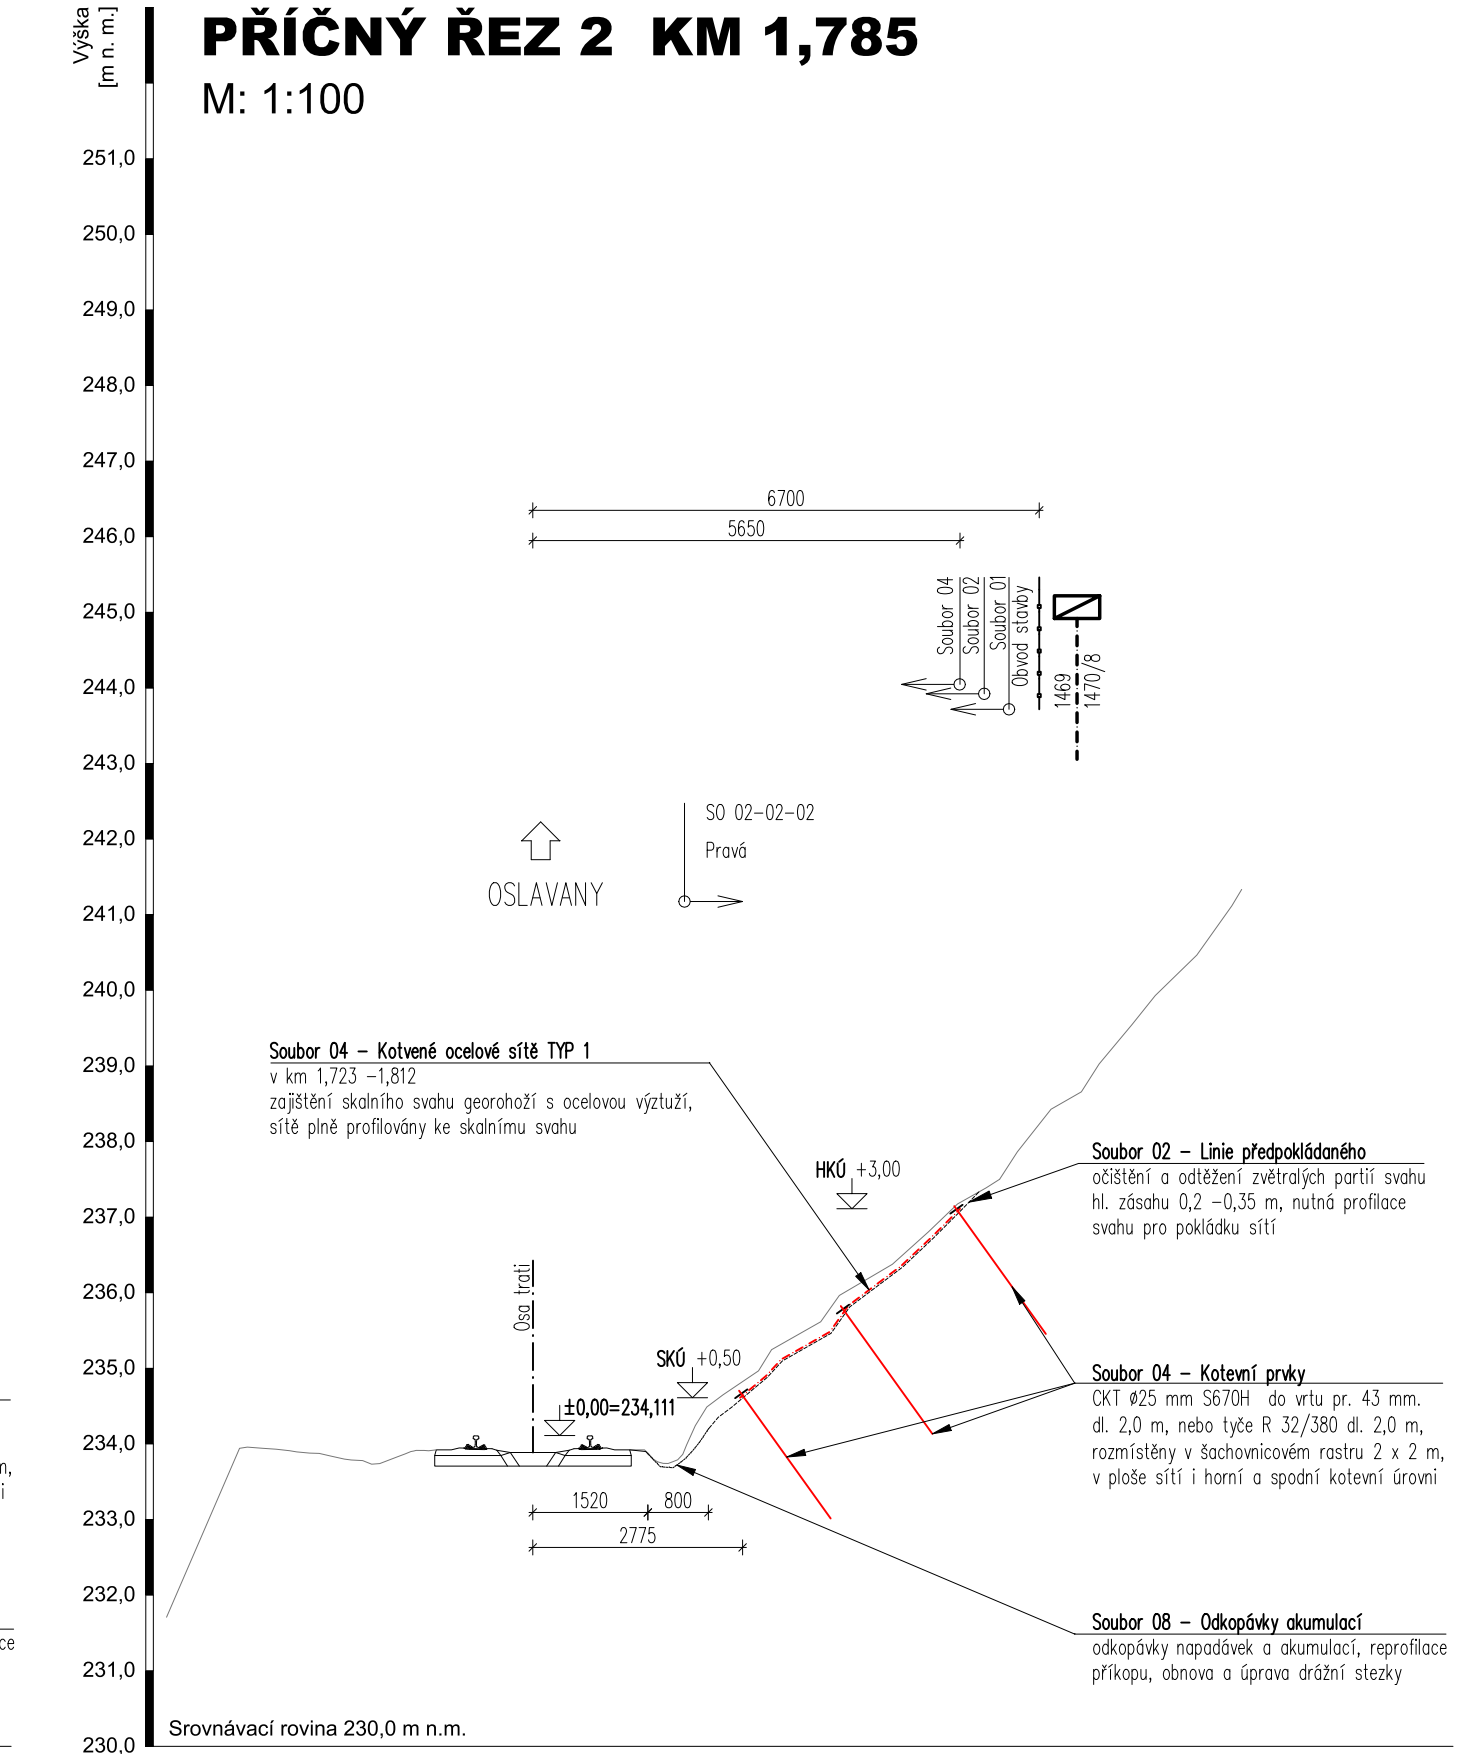 Výška
[m n. m.]
PŘÍČNÝ ŘEZ 2 KM 1,785
M: 1:100
251,0
250,0
249,0
248,0
247,0
246,0
245,0
244,0
243,0
242,0
241,0
240,0
239,0
238,0
237,0
236,0
235,0
234,0
233,0
232,0
231,0
230,0
6700
5650
Soubor 04
Soubor 02
Soubor 01
Obvod stavby
1469
1470/8
SO 02-02-02
Pravá
OSLAVANY
Soubor 04 – Kotvené ocelové sítě TYP 1
v km 1,723 –1,812
zajištění skalního svahu georohoží s ocelovou výztuží,
sítě plně profilovány ke skalnímu svahu
HKÚ +3,00
Soubor 02 – Linie předpokládaného
očištění a odtěžení zvětralých partií svahu
hl. zásahu 0,2 –0,35 m, nutná profilace
svahu pro pokládku sítí
Osa trati
SKÚ +0,50
±0,00=234,111
Soubor 04 – Kotevní prvky
CKT ø25 mm S670H do vrtu pr. 43 mm.
dl. 2,0 m, nebo tyče R 32/380 dl. 2,0 m,
rozmístěny v šachovnicovém rastru 2 x 2 m,
v ploše sítí i horní a spodní kotevní úrovni
m,
i
1520
800
2775
Soubor 08 – Odkopávky akumulací
odkopávky napadávek a akumulací, reprofilace
příkopu, obnova a úprava drážní stezky
ce
Srovnávací rovina 230,0 m n.m.